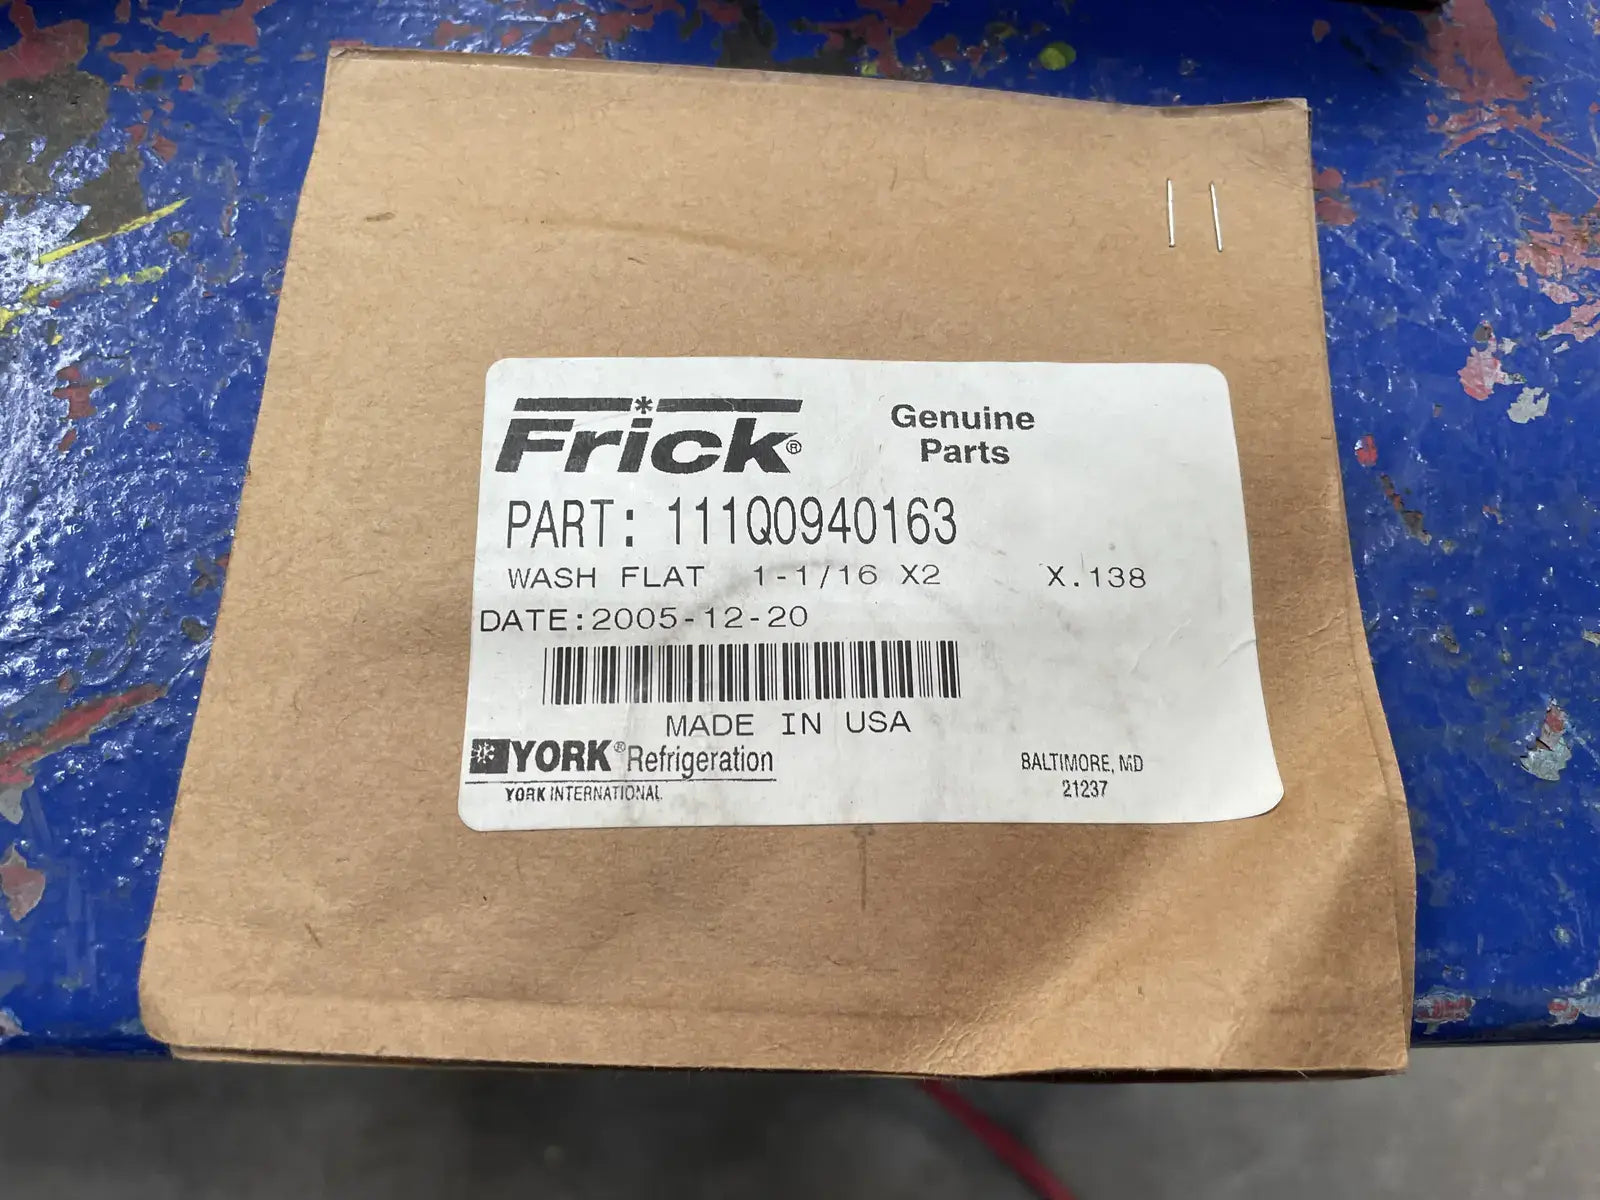 Frick®
Genuine
Parts
PART: 111Q0940163
WASH FLAT 1-1/16 X2 X.138
DATE:2005-12-20
MADE IN USA
YORK® Refrigeration
YORK INTERNATIONAL
BALTIMORE, MD
21237